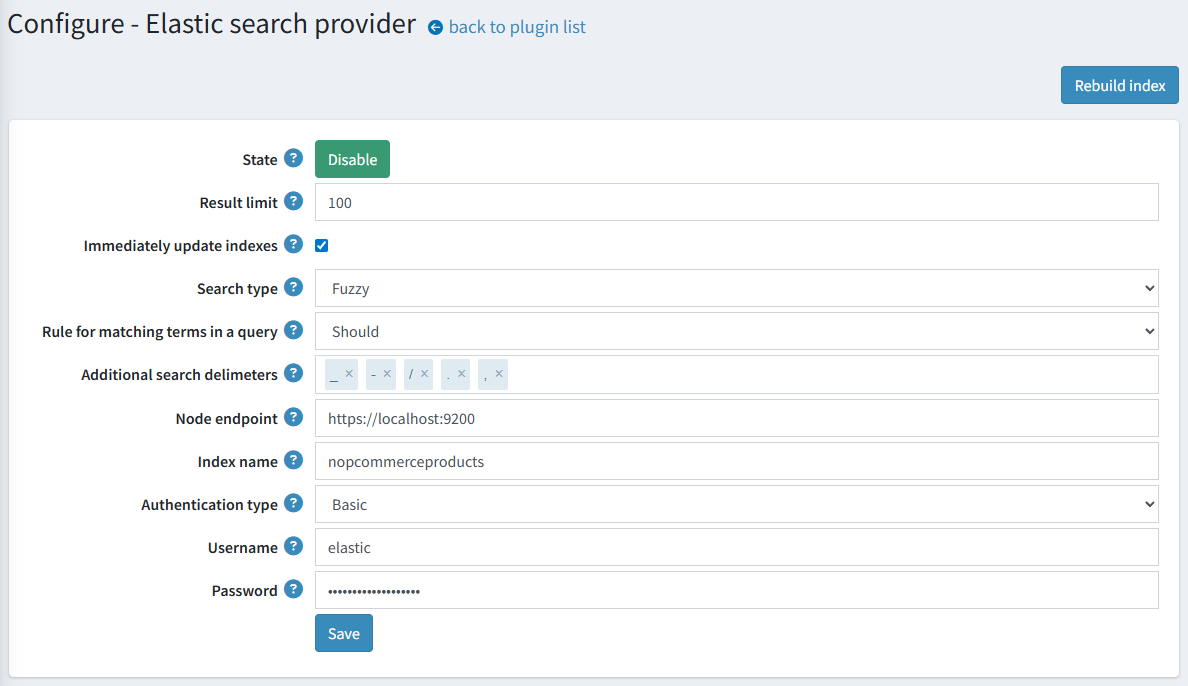 Configure - Elastic search provider back to plugin list
Rebuild index
State ? Disable
Result limit ? 100
Immediately update indexes ?
Search type ? Fuzzy
Rule for matching terms in a query ? Should
Additional search delimeters ? _ × - × / × . × , ×
Node endpoint ? https://localhost:9200
Index name ? nopcommerceproducts
Authentication type ? Basic
Username ? elastic
Password ? •••••••••••••••••••
Save